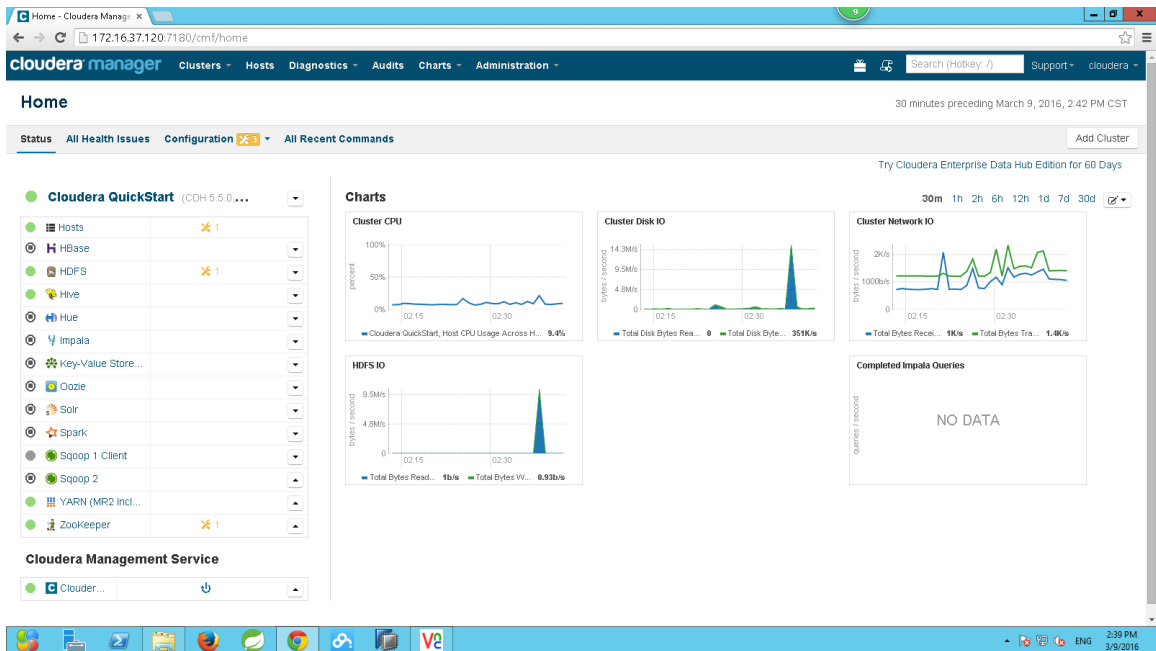 Home - Cloudera Manage ×
9
172.16.37.120:7180/cmf/home
cloudera manager Clusters Hosts Diagnostics Audits Charts Administration Search (Hotkey: /) Support cloudera
Home 30 minutes preceding March 9, 2016, 2:42 PM CST
Status All Health Issues Configuration 3 All Recent Commands Add Cluster
Try Cloudera Enterprise Data Hub Edition for 60 Days
Cloudera QuickStart (CDH 5.5.0,...
Hosts 1
HBase
HDFS 1
Hive
Hue
Impala
Key-Value Store...
Oozie
Solr
Spark
Sqoop 1 Client
Sqoop 2
YARN (MR2 Incl...
ZooKeeper 1
Cloudera Management Service
Clouder...
Charts 30m 1h 2h 6h 12h 1d 7d 30d
Cluster CPU
percent
100%
50%
0%
02:15 02:30
Cloudera QuickStart, Host CPU Usage Across H... 9.4%
Cluster Disk IO
bytes / second
14.3M/s
9.5M/s
4.8M/s
0
02:15 02:30
Total Disk Bytes Rea... 0 Total Disk Byte... 351K/s
Cluster Network IO
bytes / second
2K/s
1000b/s
0
02:15 02:30
Total Bytes Recei... 1K/s Total Bytes Tra... 1.4K/s
HDFS IO
bytes / second
9.5M/s
4.8M/s
0
02:15 02:30
Total Bytes Read... 1b/s Total Bytes W... 0.93b/s
Completed Impala Queries
queries / second
NO DATA
VNC
ENG 2:39 PM
3/9/2016